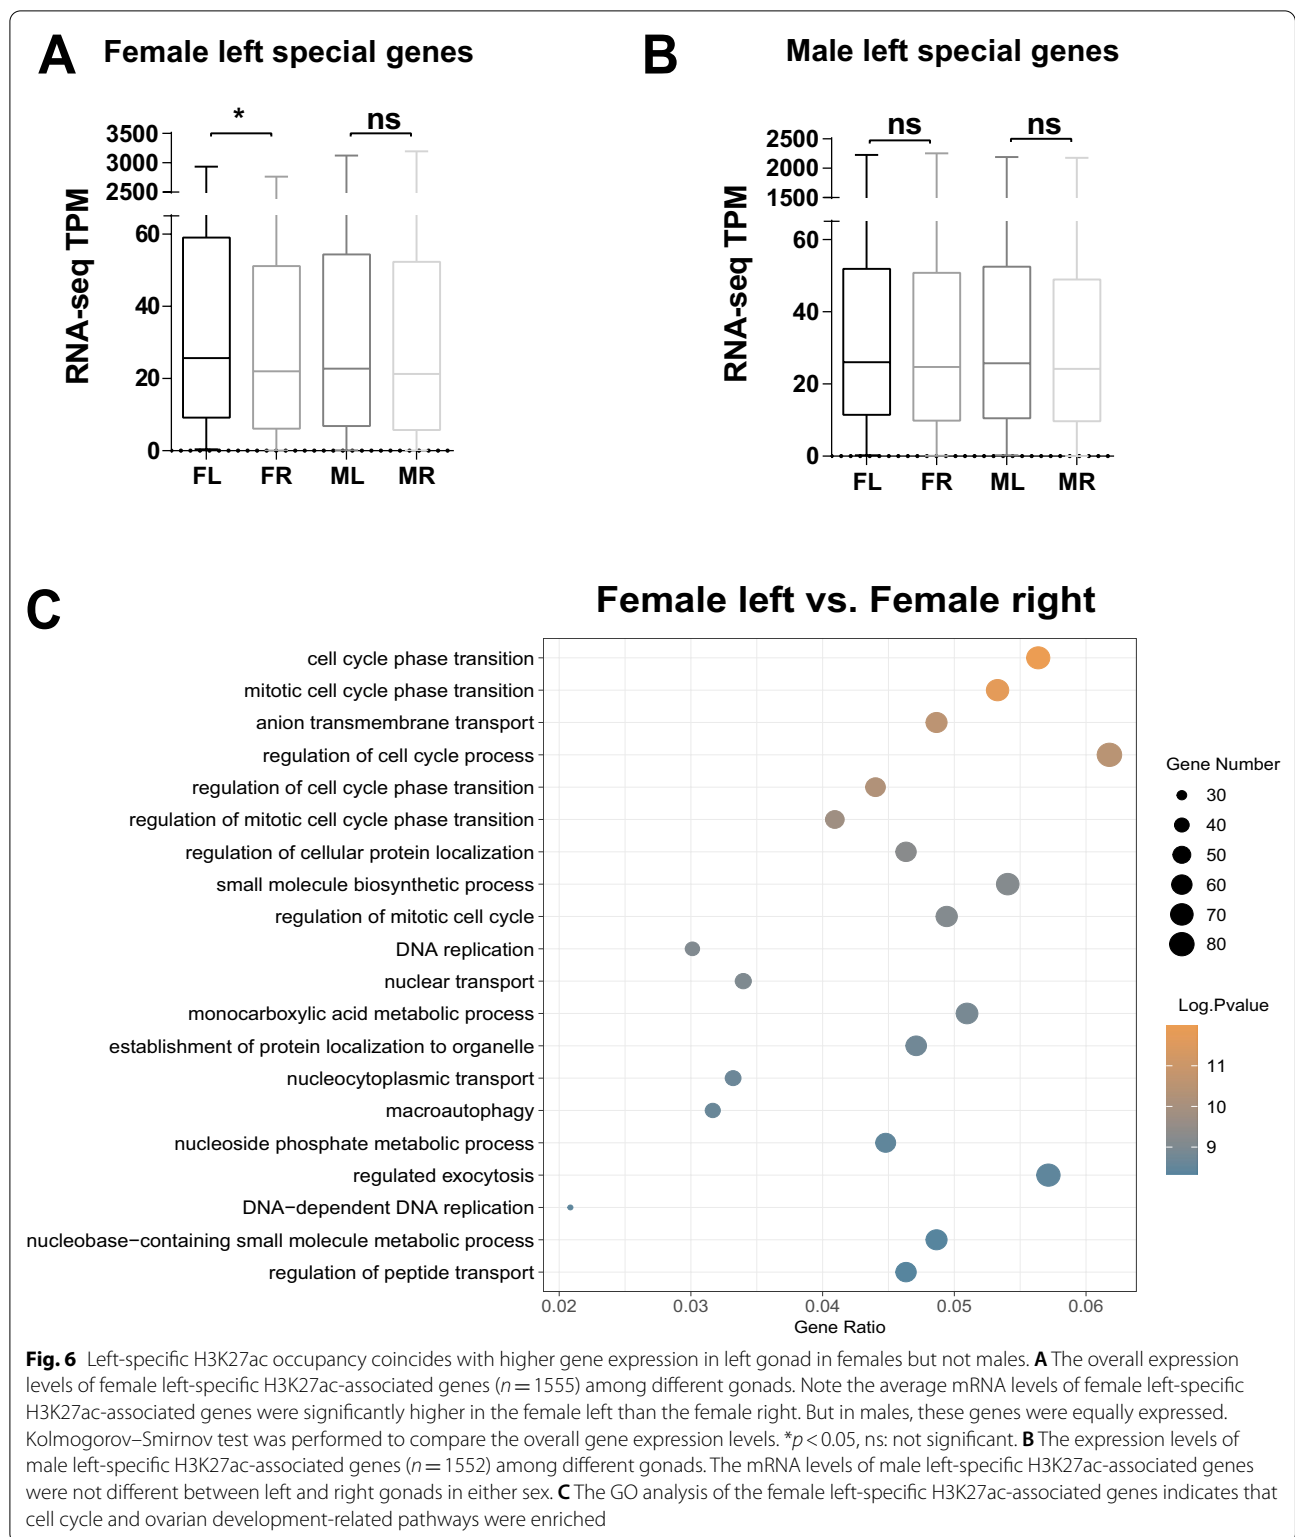 A Female left special genes
RNA-seq TPM
3500
3000
2500
60
40
20
0
* ns
FL FR ML MR
B Male left special genes
RNA-seq TPM
2500
2000
1500
60
40
20
0
ns ns
FL FR ML MR
C Female left vs. Female right
cell cycle phase transition
mitotic cell cycle phase transition
anion transmembrane transport
regulation of cell cycle process
regulation of cell cycle phase transition
regulation of mitotic cell cycle phase transition
regulation of cellular protein localization
small molecule biosynthetic process
regulation of mitotic cell cycle
DNA replication
nuclear transport
monocarboxylic acid metabolic process
establishment of protein localization to organelle
nucleocytoplasmic transport
macroautophagy
nucleoside phosphate metabolic process
regulated exocytosis
DNA−dependent DNA replication
nucleobase−containing small molecule metabolic process
regulation of peptide transport
0.02 0.03 0.04 0.05 0.06
Gene Ratio
Gene Number
30
40
50
60
70
80
Log.Pvalue
11
10
9
Fig. 6 Left-specific H3K27ac occupancy coincides with higher gene expression in left gonad in females but not males. A The overall expression
levels of female left-specific H3K27ac-associated genes (n = 1555) among different gonads. Note the average mRNA levels of female left-specific
H3K27ac-associated genes were significantly higher in the female left than the female right. But in males, these genes were equally expressed.
Kolmogorov–Smirnov test was performed to compare the overall gene expression levels. *p < 0.05, ns: not significant. B The expression levels of
male left-specific H3K27ac-associated genes (n = 1552) among different gonads. The mRNA levels of male left-specific H3K27ac-associated genes
were not different between left and right gonads in either sex. C The GO analysis of the female left-specific H3K27ac-associated genes indicates that
cell cycle and ovarian development-related pathways were enriched